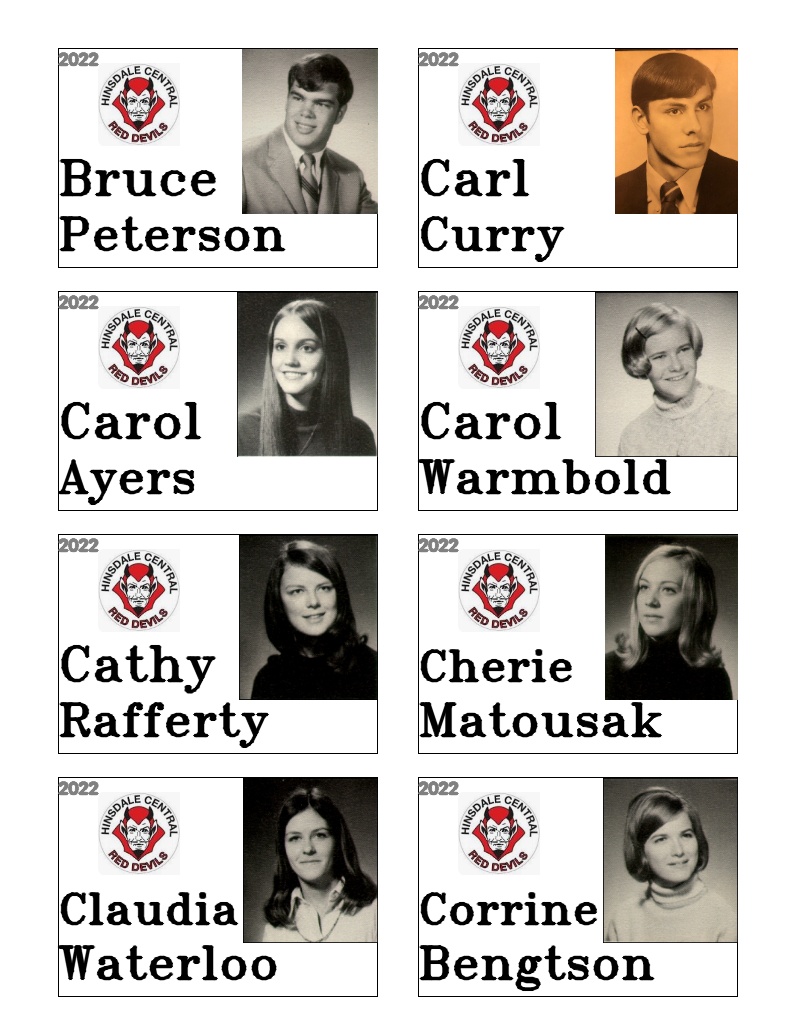 2022
HINSDALE CENTRAL
RED DEVILS
Bruce
Peterson
2022
HINSDALE CENTRAL
RED DEVILS
Carl
Curry
2022
HINSDALE CENTRAL
RED DEVILS
Carol
Ayers
2022
HINSDALE CENTRAL
RED DEVILS
Carol
Warmbold
2022
HINSDALE CENTRAL
RED DEVILS
Cathy
Rafferty
2022
HINSDALE CENTRAL
RED DEVILS
Cherie
Matousak
2022
HINSDALE CENTRAL
RED DEVILS
Claudia
Waterloo
2022
HINSDALE CENTRAL
RED DEVILS
Corrine
Bengtson